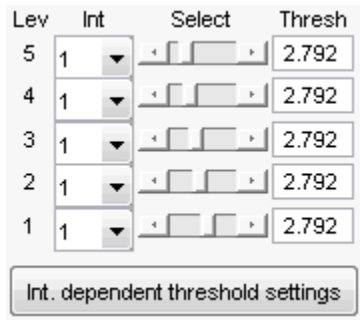 Lev Int Select Thresh
5 1 2.792
4 1 2.792
3 1 2.792
2 1 2.792
1 1 2.792
Int. dependent threshold settings